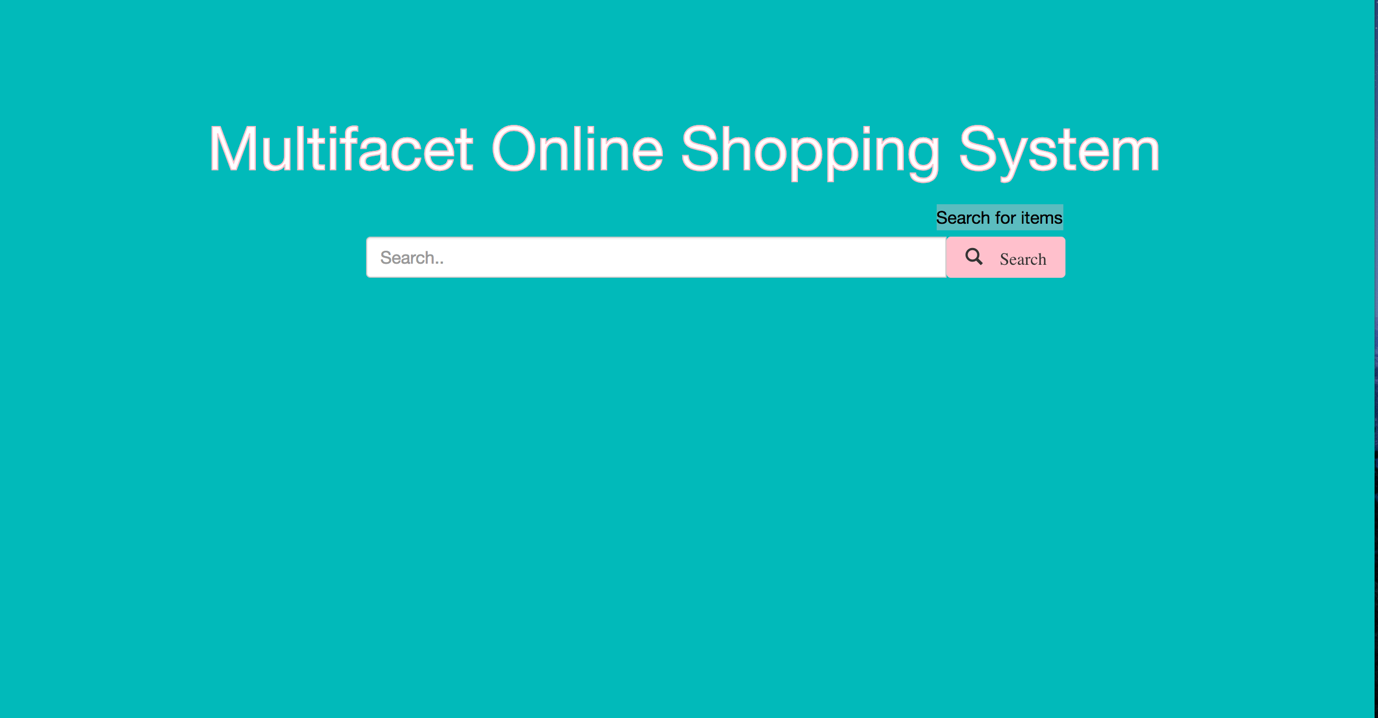 Multifacet Online Shopping System
Search for items
Search..
Search